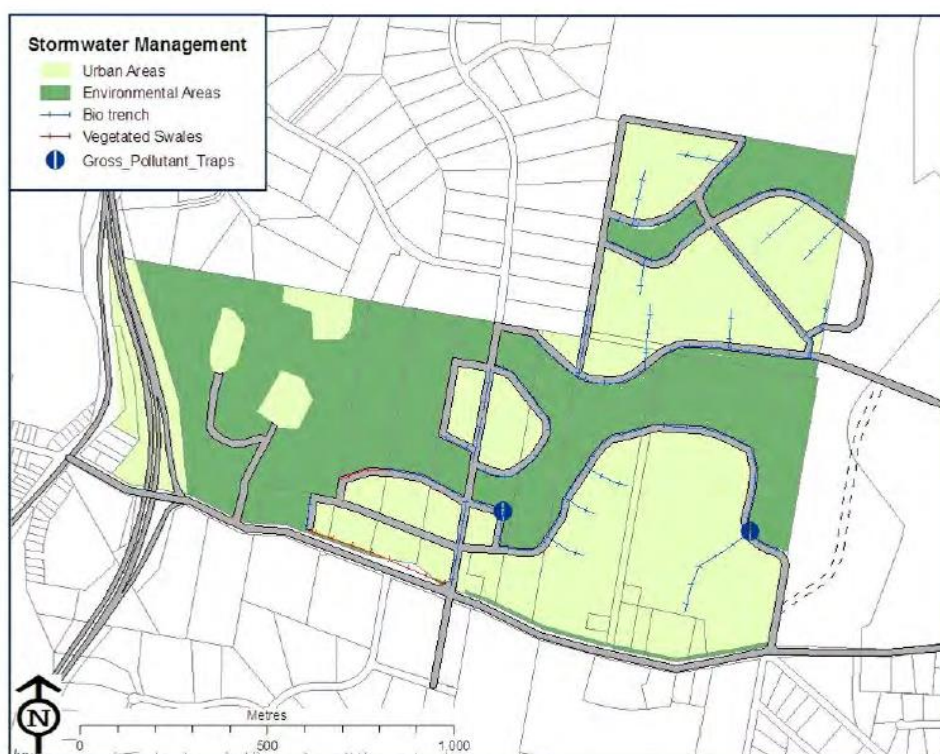 Stormwater Management
Urban Areas
Environmental Areas
Bio trench
Vegetated Swales
Gross_Pollutant_Traps
N
Metres
0 500 1,000